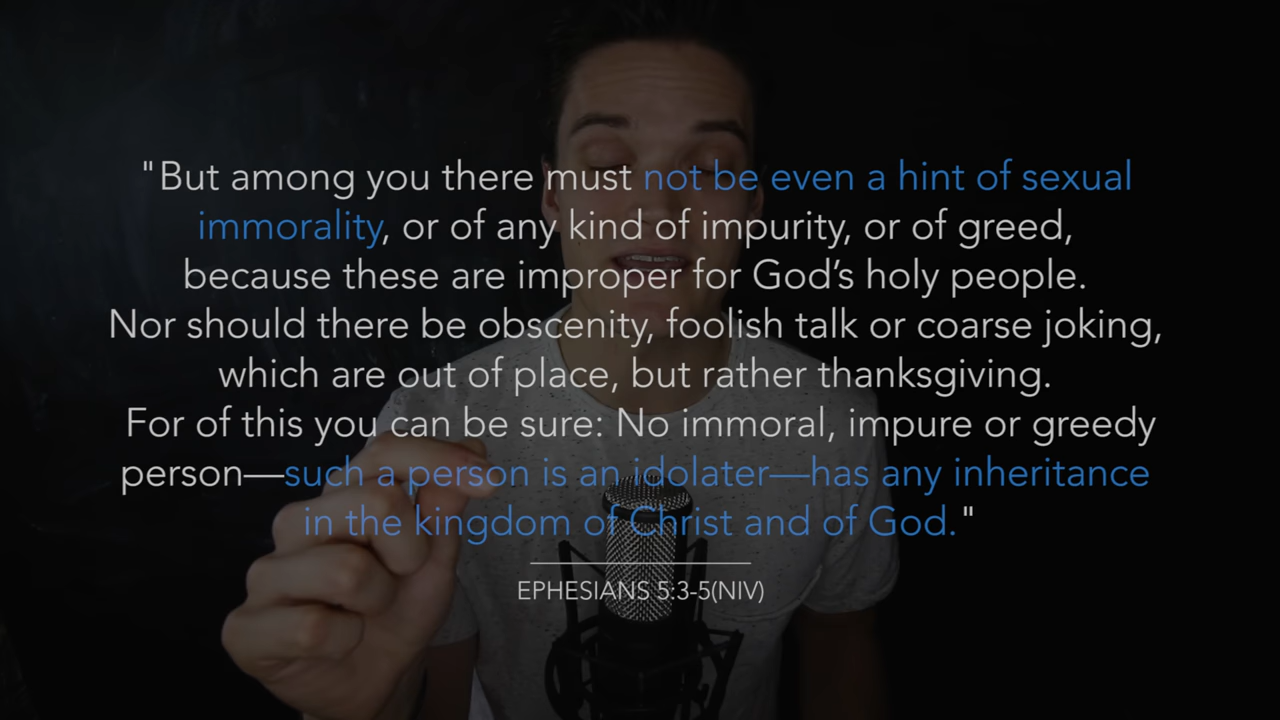 "But among you there must not be even a hint of sexual
immorality, or of any kind of impurity, or of greed,
because these are improper for God’s holy people.
Nor should there be obscenity, foolish talk or coarse joking,
which are out of place, but rather thanksgiving.
For of this you can be sure: No immoral, impure or greedy
person—such a person is an idolater—has any inheritance
in the kingdom of Christ and of God."
EPHESIANS 5:3-5(NIV)